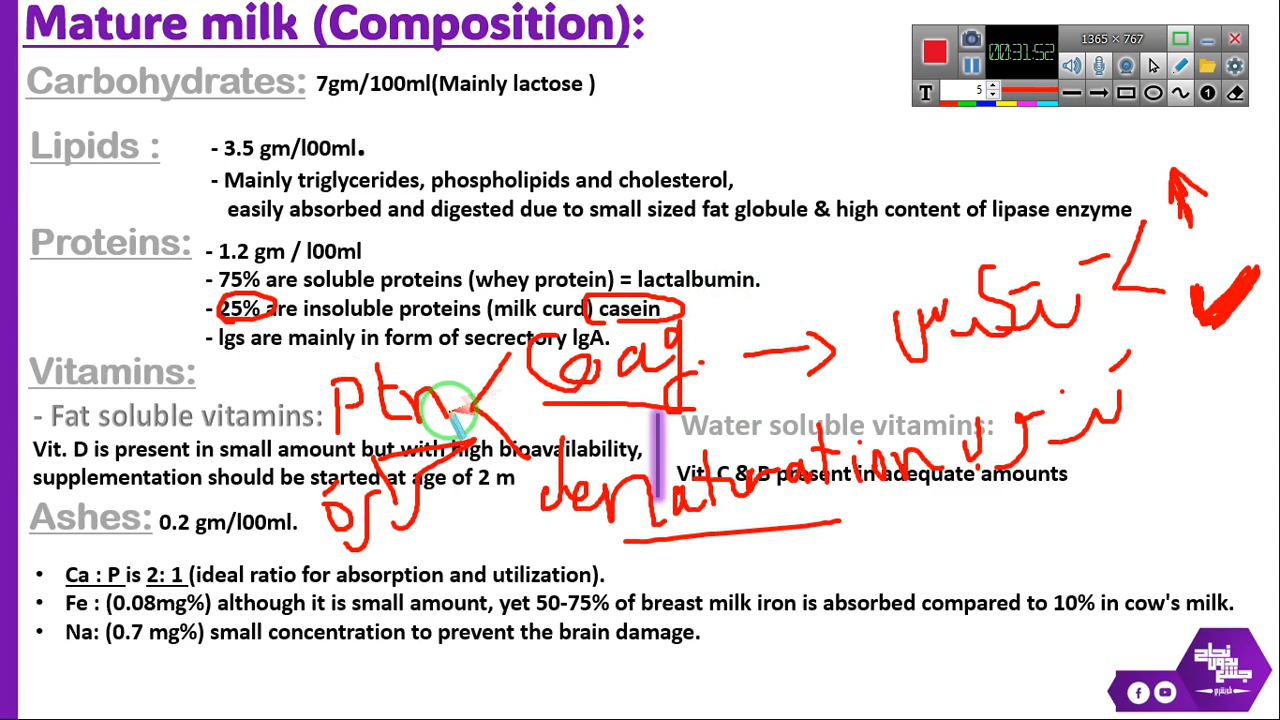 Mature milk (Composition):
1365 × 767
00:31:52
T 5
Carbohydrates: 7gm/100ml(Mainly lactose )
Lipids : - 3.5 gm/l00ml.
- Mainly triglycerides, phospholipids and cholesterol,
easily absorbed and digested due to small sized fat globule & high content of lipase enzyme
Proteins: - 1.2 gm / l00ml
- 75% are soluble proteins (whey protein) = lactalbumin.
- 25% are insoluble proteins (milk curd) casein
- lgs are mainly in form of secrectory lgA.
Coag.
Vitamins:
ptn
- Fat soluble vitamins:
Vit. D is present in small amount but with high bioavailability,
supplementation should be started at age of 2 m
Water soluble vitamins:
Vit. C & B present in adequate amounts
denaturation
Ashes: 0.2 gm/l00ml.
• Ca : P is 2: 1 (ideal ratio for absorption and utilization).
• Fe : (0.08mg%) although it is small amount, yet 50-75% of breast milk iron is absorbed compared to 10% in cow's milk.
• Na: (0.7 mg%) small concentration to prevent the brain damage.